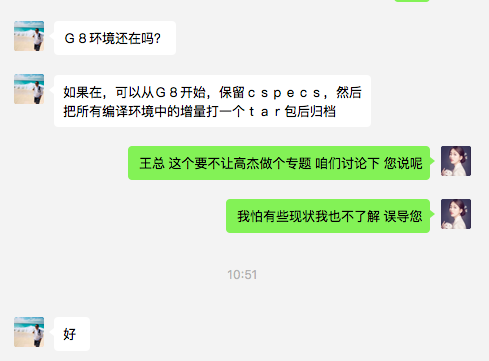 G8环境还在吗?
如果在，可以从G8开始，保留cspecs，然后
把所有编译环境中的增量打一个tar包后归档
王总 这个要不让高杰做个专题 咱们讨论下 您说呢
我怕有些现状我也不了解 误导您
10:51
好